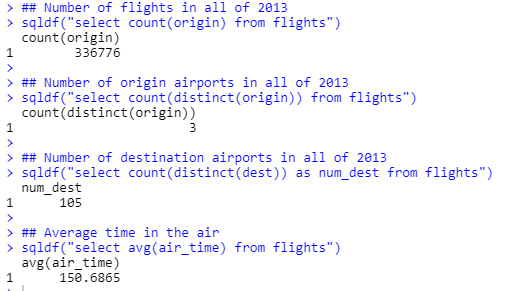 > ## Number of flights in all of 2013
> sqldf("select count(origin) from flights")
  count(origin)
1        336776
>
> ## Number of origin airports in all of 2013
> sqldf("select count(distinct(origin)) from flights")
  count(distinct(origin))
1                       3
>
> ## Number of destination airports in all of 2013
> sqldf("select count(distinct(dest)) as num_dest from flights")
  num_dest
1      105
>
> ## Average time in the air
> sqldf("select avg(air_time) from flights")
  avg(air_time)
1      150.6865
>